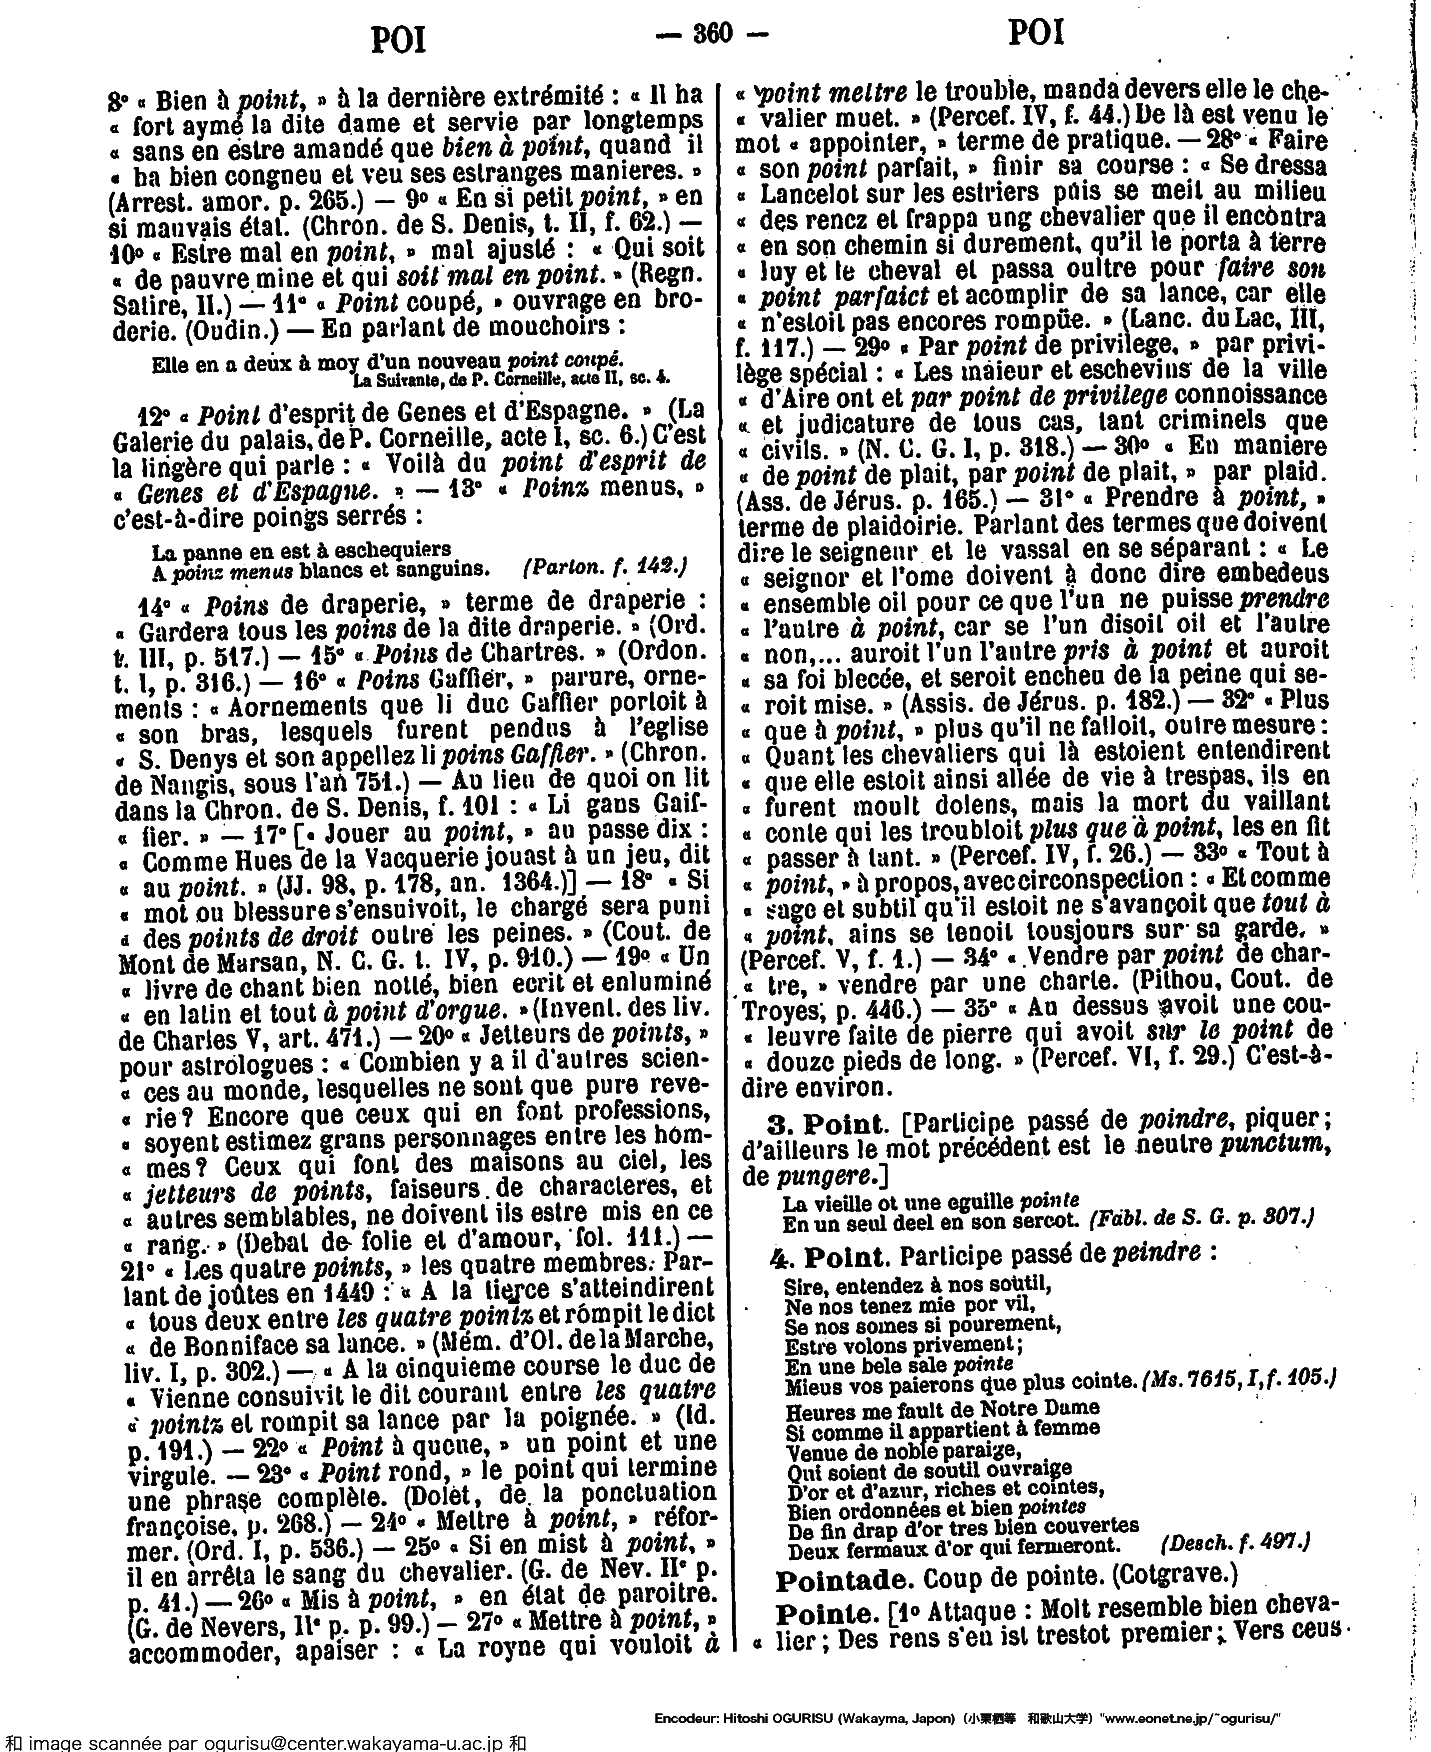 POI
— 360 —
POI
8° « Bien à point, » à la dernière extrémité : « Il ha
« fort aymé la dite dame et servie par longtemps
« sans en estre amandé que bien à point, quand il
« ha bien congneu et veu ses estranges manieres. »
(Arrest. amor. p. 265.) — 9° « En si petit point, » en
si mauvais état. (Chron. de S. Denis, t. II, f. 62.) —
10° « Estre mal en point, » mal ajusté : « Qui soit
« de pauvre mine et qui soit mal en point. » (Regn.
Satire, II.) — 11° « Point coupé, » ouvrage en bro-
derie. (Oudin.) — En parlant de mouchoirs :
Elle en a deux à moy d'un nouveau point coupé.
La Suivante, de P. Corneille, acte II, sc. 4.
12° « Point d'esprit de Genes et d'Espagne. » (La
Galerie du palais, de P. Corneille, acte I, sc. 6.) C'est
la lingère qui parle : « Voilà du point d'esprit de
« Genes et d'Espagne. » — 13° « Poinz menus, »
c'est-à-dire poings serrés :
La panne en est à eschequiers
A poinz menus blancs et sanguins. (Parton. f. 142.)
14° « Poins de draperie, » terme de draperie :
« Gardera tous les poins de la dite draperie. » (Ord.
t. III, p. 517.) — 15° « Poins de Chartres. » (Ordon.
t. I, p. 316.) — 16° « Poins Gaffier, » parure, orne-
ments : « Aornements que li duc Gaffier portoit à
« son bras, lesquels furent pendus à l'eglise
« S. Denys et son appellez li poins Gaffier. » (Chron.
de Nangis, sous l'an 751.) — Au lieu de quoi on lit
dans la Chron. de S. Denis, f. 101 : « Li gans Gaif-
« fier. » — 17° [« Jouer au point, » au passe dix :
« Comme Hues de la Vacquerie jouast à un jeu, dit
« au point. » (JJ. 98, p. 178, an. 1364.)] — 18° « Si
« mot ou blessure s'ensuivoit, le chargé sera puni
« des points de droit outre les peines. » (Cout. de
Mont de Marsan, N. C. G. t. IV, p. 910.) — 19° « Un
« livre de chant bien notté, bien ecrit et enluminé
« en latin et tout à point d'orgue. » (Invent. des liv.
de Charles V, art. 471.) — 20° « Jetteurs de points, »
pour astrologues : « Combien y a il d'autres scien-
« ces au monde, lesquelles ne sont que pure reve-
« rie ? Encore que ceux qui en font professions,
« soyent estimez grans personnages entre les hom-
« mes ? Ceux qui font des maisons au ciel, les
« jetteurs de points, faiseurs de characteres, et
« autres semblables, ne doivent ils estre mis en ce
« rang. » (Debat de folie et d'amour, fol. 111.) —
21° « Les quatre points, » les quatre membres. Par-
lant de joûtes en 1449 : « A la tierce s'atteindirent
« tous deux entre les quatre pointz et rompit le dict
« de Bonniface sa lance. » (Mém. d'Ol. de la Marche,
liv. I, p. 302.) — « A la cinquieme course le duc de
« Vienne consuivit le dit courant entre les quatre
« pointz et rompit sa lance par la poignée. » (Id.
p. 191.) — 22° « Point à queue, » un point et une
virgule. — 23° « Point rond, » le point qui termine
une phrase complète. (Dolet, de la ponctuation
françoise, p. 268.) — 24° « Mettre à point, » réfor-
mer. (Ord. I, p. 536.) — 25° « Si en mist à point, »
il en arrêta le sang du chevalier. (G. de Nev. IIe p.
p. 41.) — 26° « Mis à point, » en état de paroitre.
(G. de Nevers, IIe p. p. 99.) — 27° « Mettre à point, »
accommoder, apaiser : « La royne qui vouloit à
« point mettre le trouble, manda devers elle le che-
« valier muet. » (Percef. IV, f. 44.) De là est venu le
mot « appointer, » terme de pratique. — 28° « Faire
« son point parfait, » finir sa course : « Se dressa
« Lancelot sur les estriers puis se meit au milieu
« des rencz et frappa ung chevalier que il encontra
« en son chemin si durement, qu'il le porta à terre
« luy et le cheval et passa oultre pour faire son
« point parfaict et acomplir de sa lance, car elle
« n'estoit pas encores rompüe. » (Lanc. du Lac, III,
f. 117.) — 29° « Par point de privilege, » par privi-
lège spécial : « Les maieur et eschevins de la ville
« d'Aire ont et par point de privilege connoissance
« et judicature de tous cas, tant criminels que
« civils. » (N. C. G. I, p. 318.) — 30° « En maniere
« de point de plait, par point de plait, » par plaid.
(Ass. de Jérus. p. 165.) — 31° « Prendre à point, »
terme de plaidoirie. Parlant des termes que doivent
dire le seigneur et le vassal en se séparant : « Le
« seignor et l'ome doivent à donc dire embedeus
« ensemble oil pour ce que l'un ne puisse prendre
« l'autre à point, car se l'un disoit oil et l'autre
« non,... auroit l'un l'autre pris à point et auroit
« sa foi blecée, et seroit encheu de la peine qui se-
« roit mise. » (Assis. de Jérus. p. 182.) — 32° « Plus
« que à point, » plus qu'il ne falloit, outre mesure :
« Quant les chevaliers qui là estoient entendirent
« que elle estoit ainsi allée de vie à trespas, ils en
« furent moult dolens, mais la mort du vaillant
« conte qui les troubloit plus que à point, les en fit
« passer à tant. » (Percef. IV, f. 26.) — 33° « Tout à
« point, » à propos, avec circonspection : « Et comme
« sage et subtil qu'il estoit ne s'avançoit que tout à
« point, ains se tenoit tousjours sur sa garde. »
(Percef. V, f. 1.) — 34° « Vendre par point de char-
« tre, » vendre par une charte. (Pithou, Cout. de
Troyes, p. 446.) — 35° « Au dessus avoit une cou-
« leuvre faite de pierre qui avoit sur le point de
« douze pieds de long. » (Percef. VI, f. 29.) C'est-à-
dire environ.
3. Point. [Participe passé de poindre, piquer ;
d'ailleurs le mot précédent est le neutre punctum,
de pungere.]
La vieille ot une eguille pointe
En un seul deel en son sercot. (Fabl. de S. G. p. 307.)
4. Point. Participe passé de peindre :
Sire, entendez à nos soutil,
Ne nos tenez mie por vil,
Se nos somes si pourement,
Estre volons privement ;
En une bele sale pointe
Mieus vos paierons que plus cointe. (Ms. 7615, I, f. 105.)
Heures me fault de Notre Dame
Si comme il appartient à femme
Venue de noble paraige,
Qui soient de soutil ouvraige
D'or et d'azur, riches et cointes,
Bien ordonnées et bien pointes
De fin drap d'or tres bien couvertes
Deux fermaux d'or qui fermeront. (Desch. f. 497.)
Pointade. Coup de pointe. (Cotgrave.)
Pointe. [1° Attaque : Molt resemble bien cheva-
« lier ; Des rens s'en ist trestot premier ; Vers ceus
Encodeur: Hitoshi OGURISU (Wakayma, Japon)（小栗栖等　和歌山大学）"www.eonet.ne.jp/~ogurisu/"
和 image scannée par ogurisu@center.wakayama-u.ac.jp 和